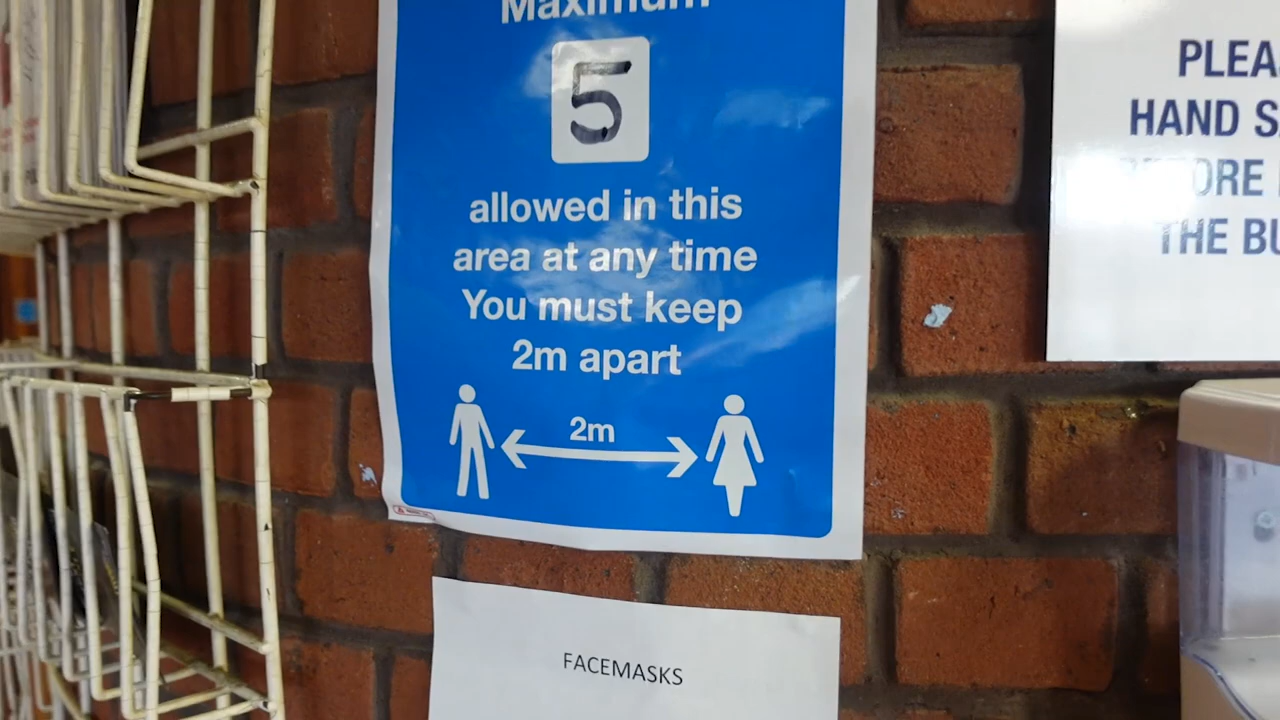 Maximum
5
allowed in this
area at any time
You must keep
2m apart
2m
FACEMASKS
PLEA
HAND S
ORE
THE BU